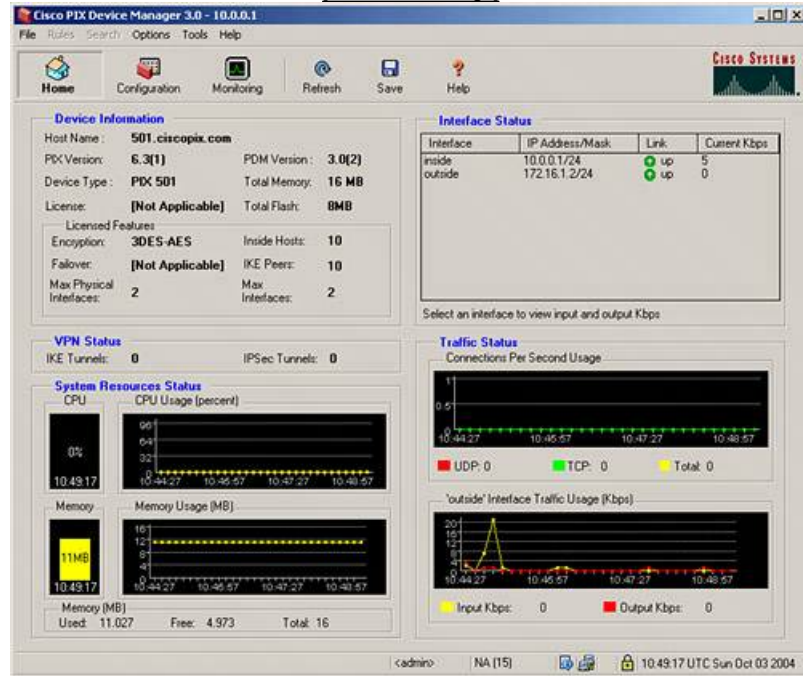 Cisco PIX Device Manager 3.0 - 10.0.0.1
File Rules Search Options Tools Help
Home Configuration Monitoring Refresh Save Help
CISCO SYSTEMS
Device Information
Host Name : 501.ciscopix.com
PIX Version: 6.3(1) PDM Version : 3.0(2)
Device Type : PIX 501 Total Memory: 16 MB
License: [Not Applicable] Total Flash: 8MB
Licensed Features
Encryption: 3DES-AES Inside Hosts: 10
Failover: [Not Applicable] IKE Peers: 10
Max Physical Interfaces: 2 Max Interfaces: 2
Interface Status
Interface IP Address/Mask Link Current Kbps
inside 10.0.0.1/24 up 5
outside 172.16.1.2/24 up 0
Select an interface to view input and output Kbps
VPN Status
IKE Tunnels: 0 IPSec Tunnels: 0
System Resources Status
CPU
0%
10:49:17
CPU Usage (percent)
96
64
32
0
10:44:27 10:45:57 10:47:27 10:48:57
Memory
11MB
10:49:17
Memory Usage (MB)
16
12
8
4
0
10:44:27 10:45:57 10:47:27 10:48:57
Memory (MB)
Used: 11.027 Free: 4.973 Total: 16
Traffic Status
Connections Per Second Usage
1
0.5
0
10:44:27 10:45:57 10:47:27 10:48:57
UDP: 0 TCP: 0 Total: 0
'outside' Interface Traffic Usage (Kbps)
20
16
12
8
4
10:44:27 10:45:57 10:47:27 10:48:57
Input Kbps: 0 Output Kbps: 0
<admin> NA (15) 10:49:17 UTC Sun Oct 03 2004